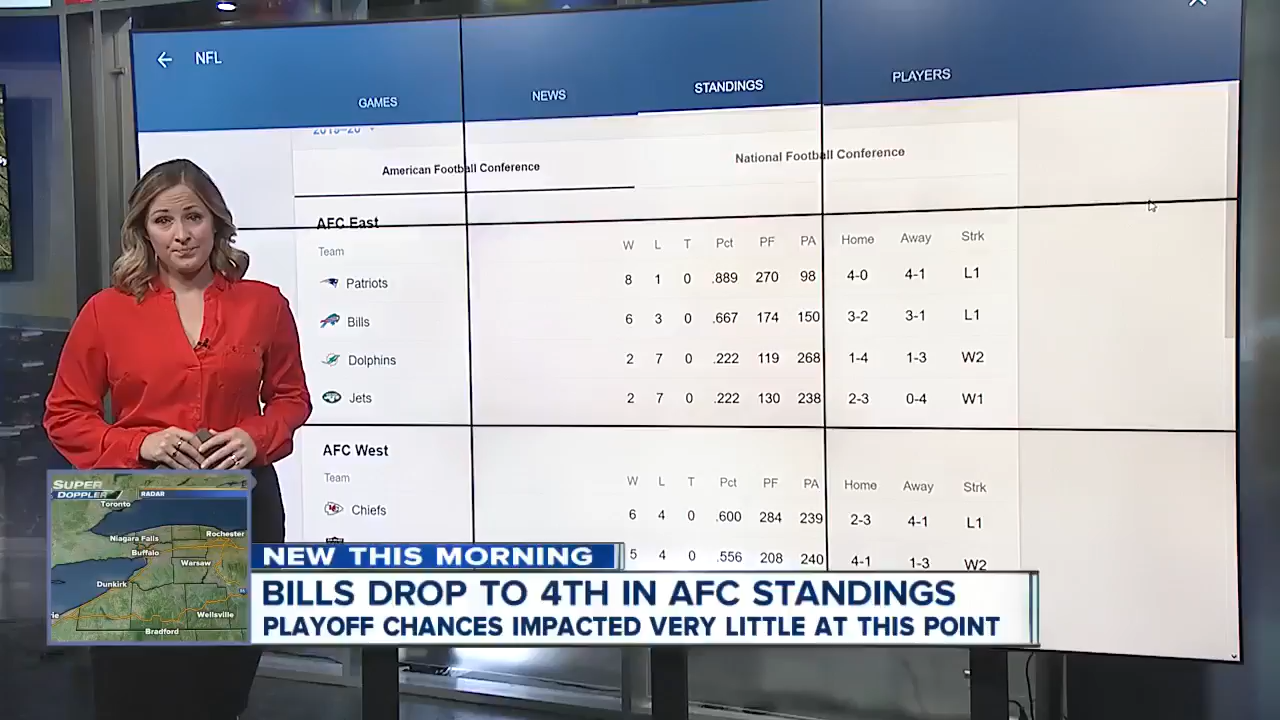 NFL
GAMES NEWS STANDINGS PLAYERS
2019–20
American Football Conference National Football Conference
AFC East
Team W L T Pct PF PA Home Away Strk
Patriots 8 1 0 .889 270 98 4-0 4-1 L1
Bills 6 3 0 .667 174 150 3-2 3-1 L1
Dolphins 2 7 0 .222 119 268 1-4 1-3 W2
Jets 2 7 0 .222 130 238 2-3 0-4 W1
AFC West
Team W L T Pct PF PA Home Away Strk
Chiefs 6 4 0 .600 284 239 2-3 4-1 L1
5 4 0 .556 208 240 4-1 1-3 W2
SUPER
DOPPLER RADAR
Toronto
Niagara Falls Rochester
Buffalo
Warsaw
Dunkirk
ie Wellsville
Bradford
NEW THIS MORNING
BILLS DROP TO 4TH IN AFC STANDINGS
PLAYOFF CHANCES IMPACTED VERY LITTLE AT THIS POINT